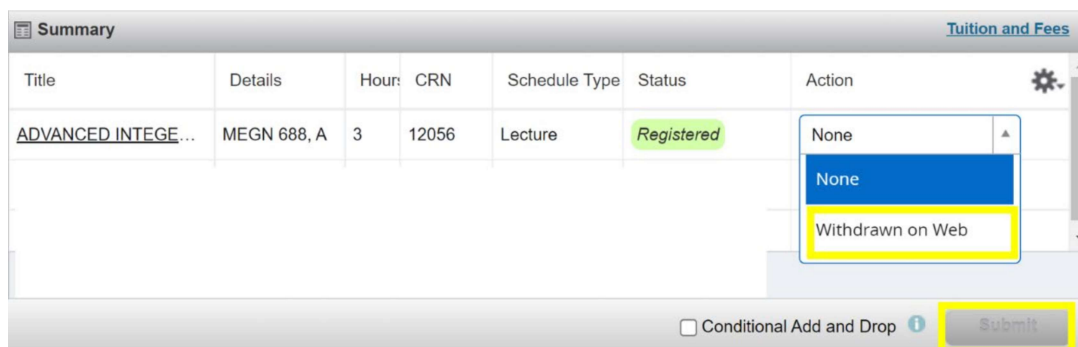 Summary Tuition and Fees
Title Details Hour: CRN Schedule Type Status Action
ADVANCED INTEGE... MEGN 688, A 3 12056 Lecture Registered None
None
Withdrawn on Web
Conditional Add and Drop Submit